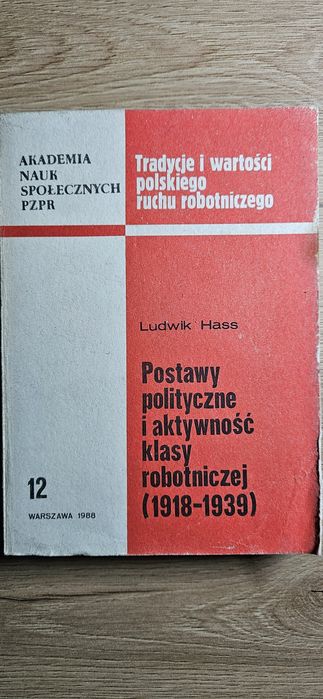 AKADEMIA
NAUK
SPOŁECZNYCH
PZPR
Tradycje i wartości
polskiego
ruchu robotniczego
Ludwik Hass
Postawy
polityczne
i aktywność
klasy
robotniczej
(1918-1939)
12
WARSZAWA 1988